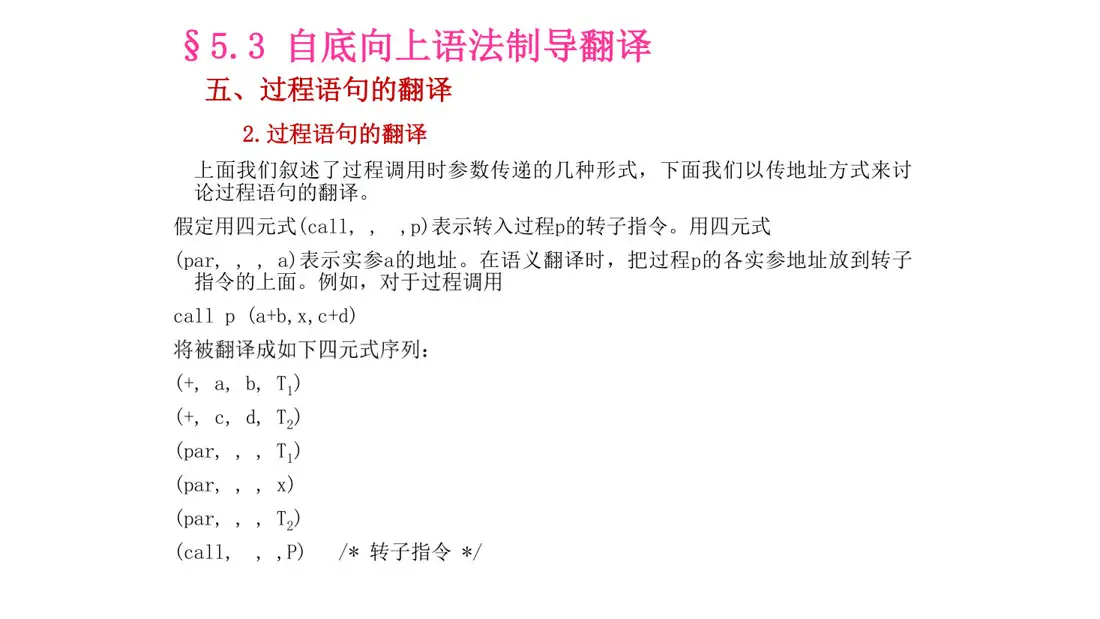 §5.3 自底向上语法制导翻译
五、过程语句的翻译
2.过程语句的翻译
上面我们叙述了过程调用时参数传递的几种形式，下面我们以传地址方式来讨
论过程语句的翻译。
假定用四元式(call, , ,p)表示转入过程p的转子指令。用四元式
(par, , , a)表示实参a的地址。在语义翻译时，把过程p的各实参地址放到转子
指令的上面。例如，对于过程调用
call p (a+b,x,c+d)
将被翻译成如下四元式序列：
(+, a, b, T₁)
(+, c, d, T₂)
(par, , , T₁)
(par, , , x)
(par, , , T₂)
(call, , ,P) /* 转子指令 */